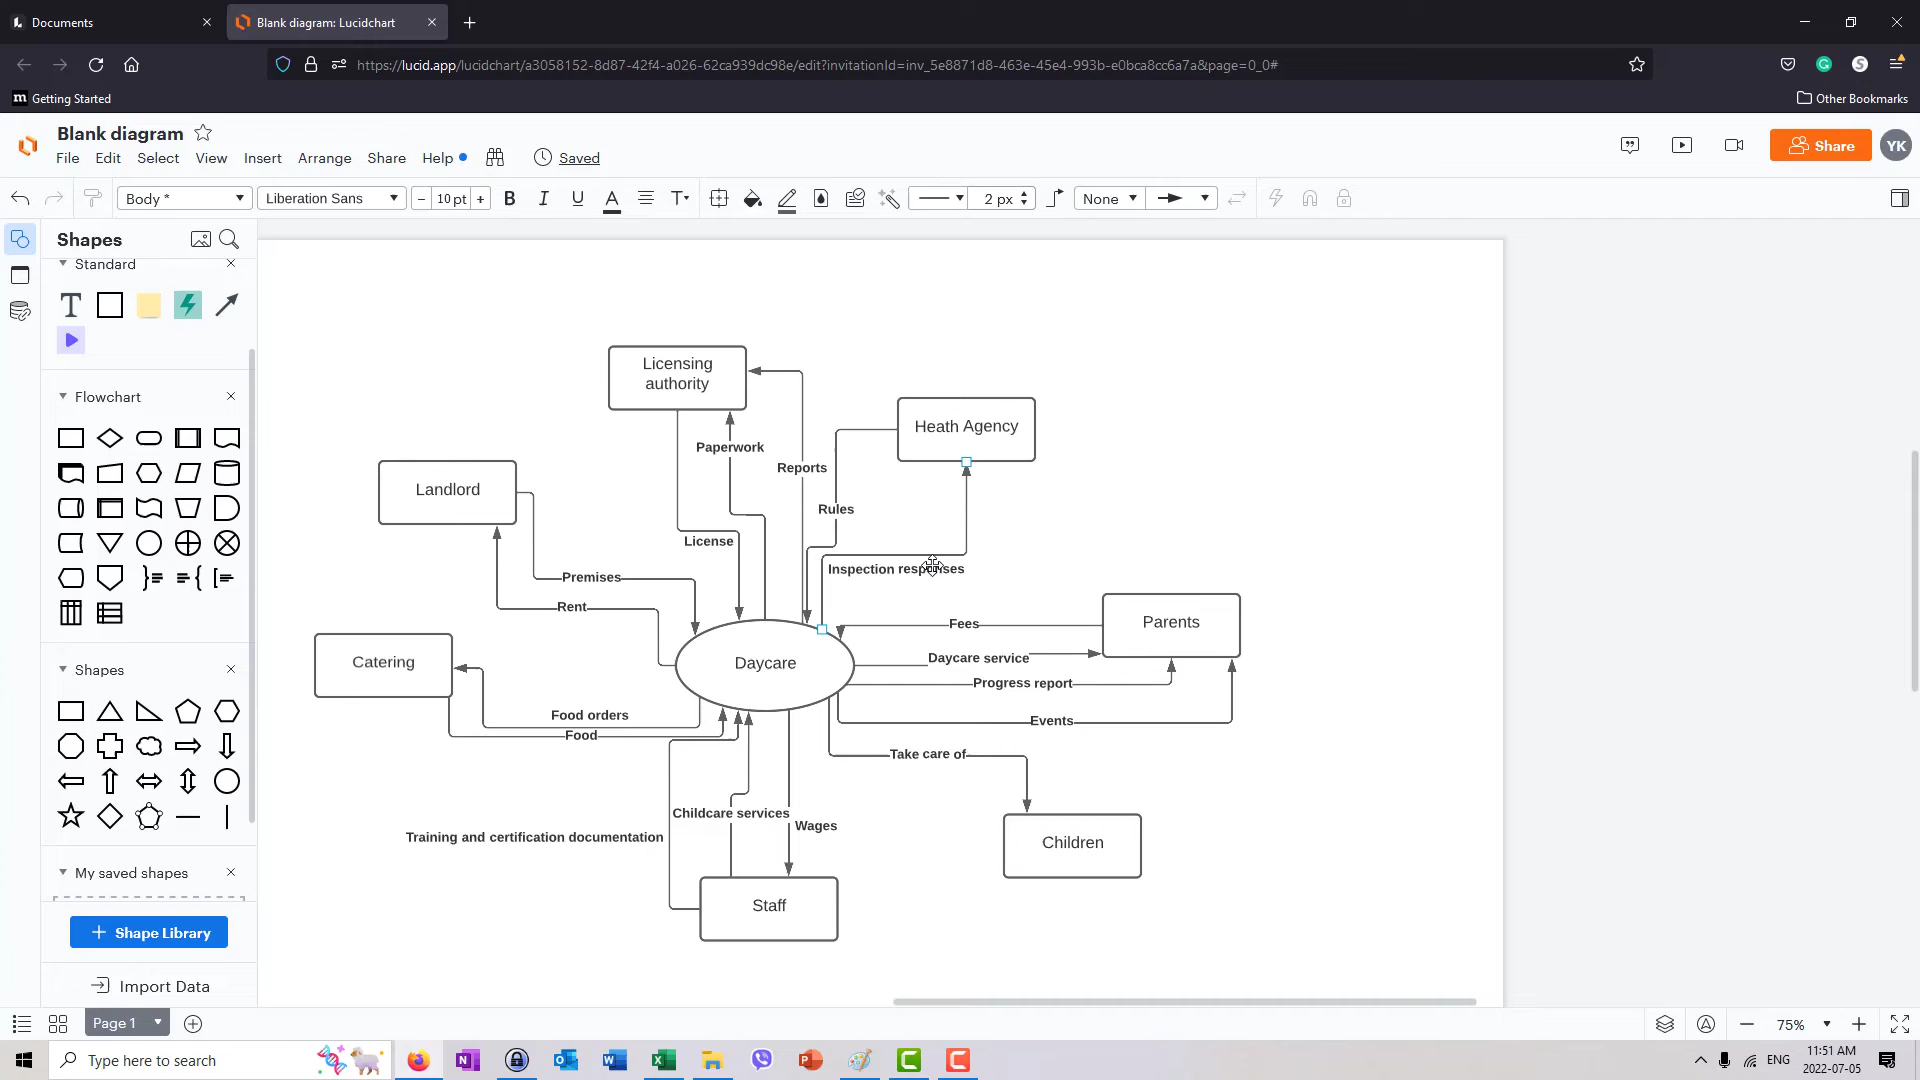 Documents
Blank diagram: Lucidchart
https://lucid.app/lucidchart/a3058152-8d87-42f4-a026-62ca939dc98e/edit?invitationId=inv_5e8871d8-463e-45e4-993b-e0bca8cc6a7a&page=0_0#
Getting Started
Other Bookmarks
Blank diagram
File Edit Select View Insert Arrange Share Help Saved
Share
YK
Body * Liberation Sans 10 pt B I U A T 2 px None
Shapes
Standard
T
Flowchart
Shapes
My saved shapes
Shape Library
Import Data
Licensing
authority
Heath Agency
Paperwork
Reports
Landlord
Rules
License
Inspection responses
Premises
Rent
Fees
Parents
Catering
Daycare
Daycare service
Progress report
Food orders
Events
Food
Take care of
Childcare services
Wages
Training and certification documentation
Children
Staff
Page 1
75%
Type here to search
ENG
11:51 AM
2022-07-05